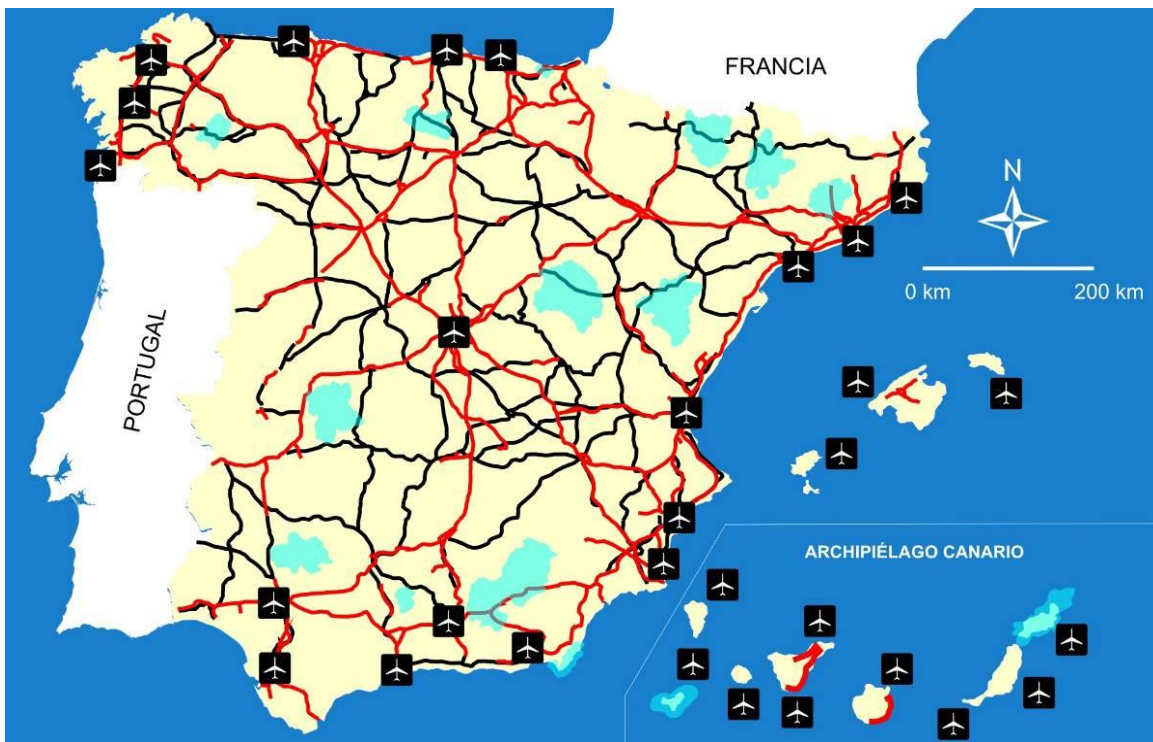 FRANCIA
N
0 km 200 km
PORTUGAL
ARCHIPIÉLAGO CANARIO